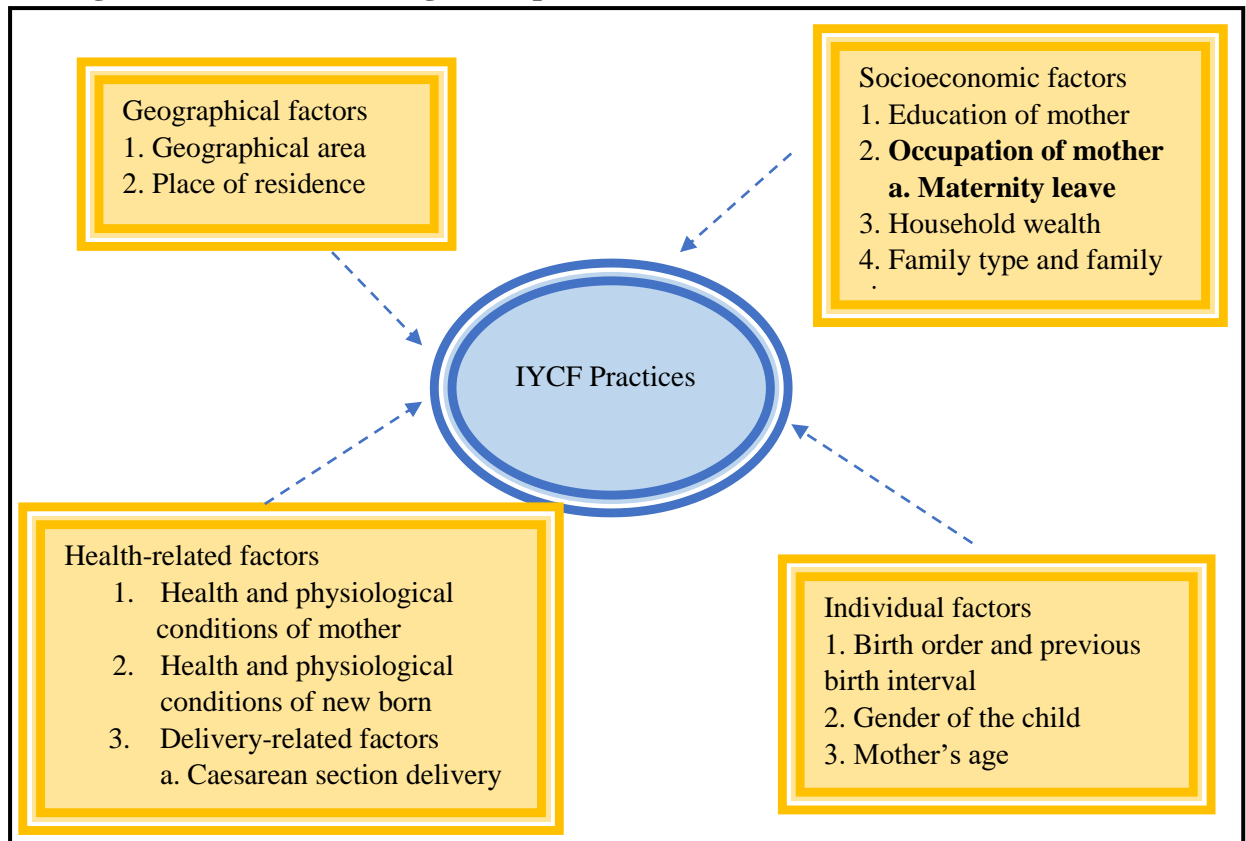 Geographical factors
1. Geographical area
2. Place of residence
Socioeconomic factors
1. Education of mother
2. Occupation of mother
a. Maternity leave
3. Household wealth
4. Family type and family
IYCF Practices
Health-related factors
1. Health and physiological
conditions of mother
2. Health and physiological
conditions of new born
3. Delivery-related factors
a. Caesarean section delivery
Individual factors
1. Birth order and previous
birth interval
2. Gender of the child
3. Mother’s age